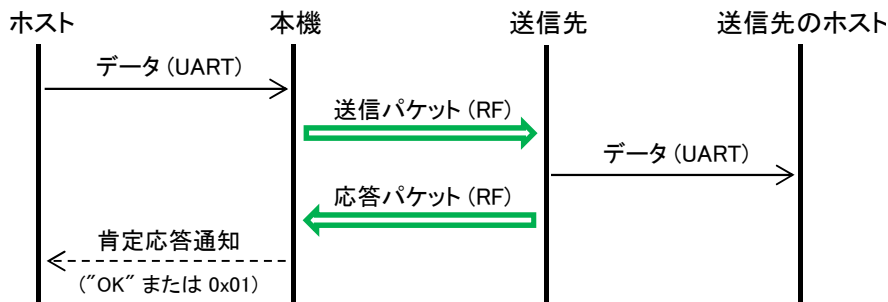 ホスト 本機 送信先 送信先のホスト
データ (UART)
送信パケット (RF)
データ (UART)
応答パケット (RF)
肯定応答通知
("OK" または 0x01)